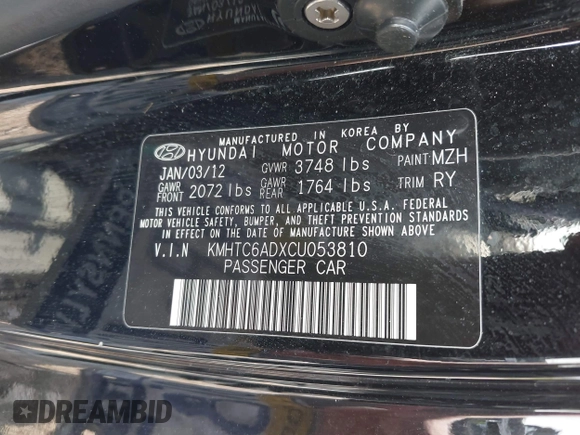 MANUFACTURED IN KOREA BY
HYUNDAI MOTOR COMPANY
JAN/03/12 GVWR 3748 lbs PAINT:MZH
GAWR FRONT 2072 lbs GAWR REAR 1764 lbs TRIM RY
THIS VEHICLE CONFORMS TO ALL APPLICABLE U.S.A. FEDERAL
MOTOR VEHICLE SAFETY, BUMPER, AND THEFT PREVENTION STANDARDS
IN EFFECT ON THE DATE OF MANUFACTURE SHOWN ABOVE
V.I.N KMHTC6ADXCU053810
PASSENGER CAR
DREAMBID